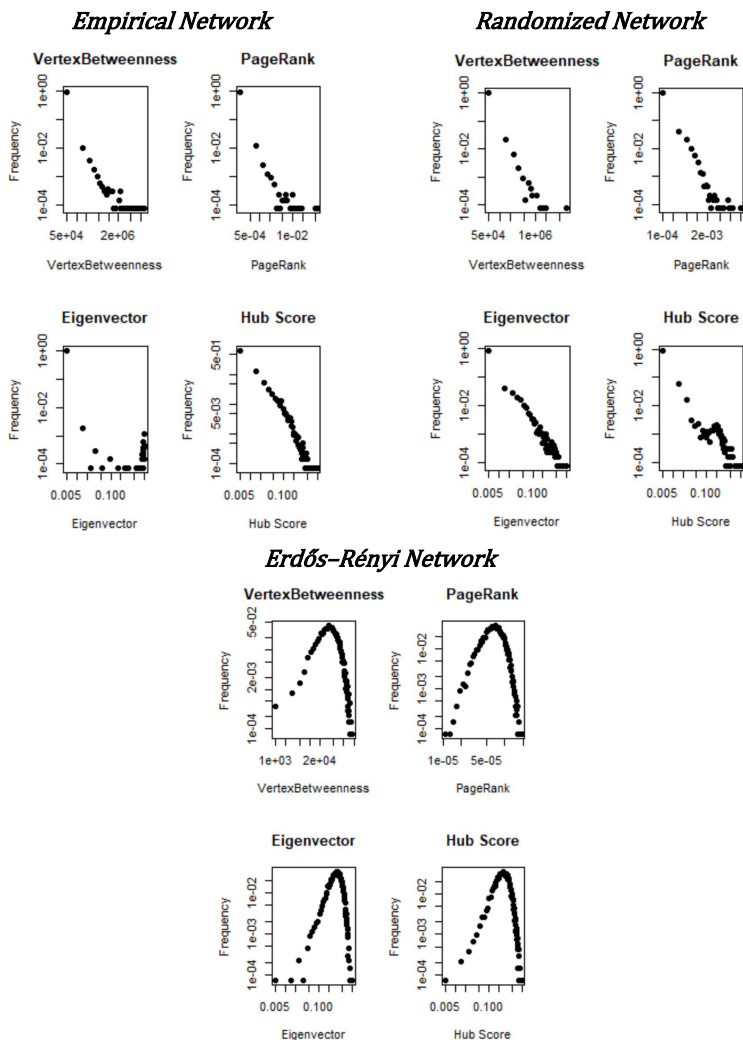 Empirical Network
Randomized Network
VertexBetweenness
PageRank
VertexBetweenness
PageRank
Frequency
1e-04 1e-02 1e+00
5e+04 2e+06
VertexBetweenness
Frequency
1e-04 1e-02 1e+00
5e-04 1e-02
PageRank
Frequency
1e-04 1e-02 1e+00
5e+04 1e+06
VertexBetweenness
Frequency
1e-04 1e-02 1e+00
1e-04 2e-03
PageRank
Eigenvector
Hub Score
Eigenvector
Hub Score
Frequency
1e-04 1e-02 1e+00
0.005 0.100
Eigenvector
Frequency
1e-04 5e-03 5e-01
0.005 0.100
Hub Score
Frequency
1e-04 1e-02 1e+00
0.005 0.100
Eigenvector
Frequency
1e-04 1e-02 1e+00
0.005 0.100
Hub Score
Erdős–Rényi Network
VertexBetweenness
PageRank
Frequency
1e-04 2e-03 5e-02
1e+03 2e+04
VertexBetweenness
Frequency
1e-04 1e-03 1e-02
1e-05 5e-05
PageRank
Eigenvector
Hub Score
Frequency
1e-04 1e-03 1e-02
0.005 0.100
Eigenvector
Frequency
1e-04 1e-03 1e-02
0.005 0.100
Hub Score